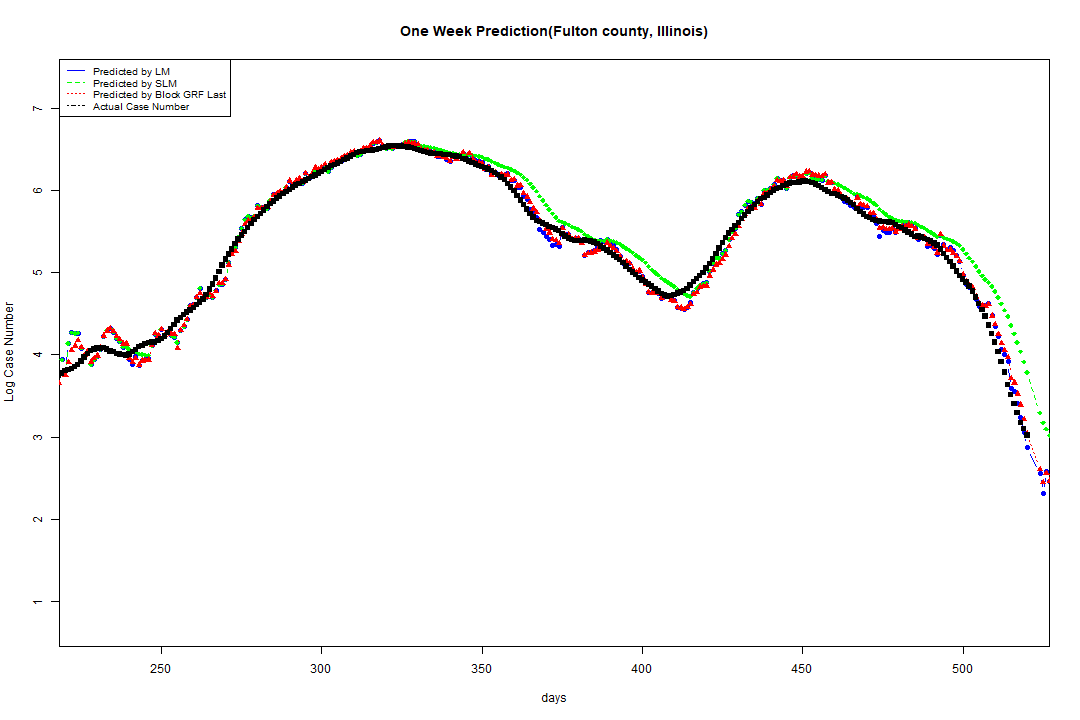 One Week Prediction(Fulton county, Illinois)
Predicted by LM
Predicted by SLM
Predicted by Block GRF Last
Actual Case Number
7
6
5
4
3
2
1
Log Case Number
250 300 350 400 450 500
days